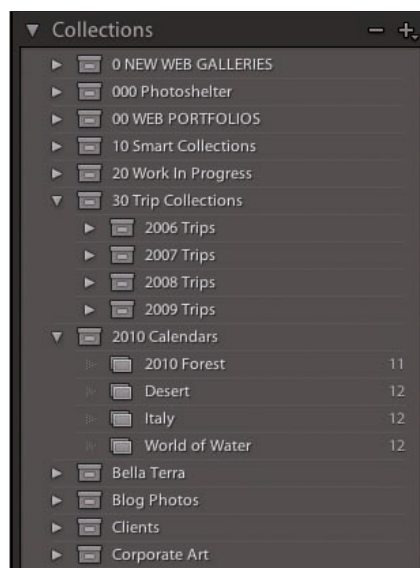 Collections
0 NEW WEB GALLERIES
000 Photoshelter
00 WEB PORTFOLIOS
10 Smart Collections
20 Work In Progress
30 Trip Collections
2006 Trips
2007 Trips
2008 Trips
2009 Trips
2010 Calendars
2010 Forest 11
Desert 12
Italy 12
World of Water 12
Bella Terra
Blog Photos
Clients
Corporate Art